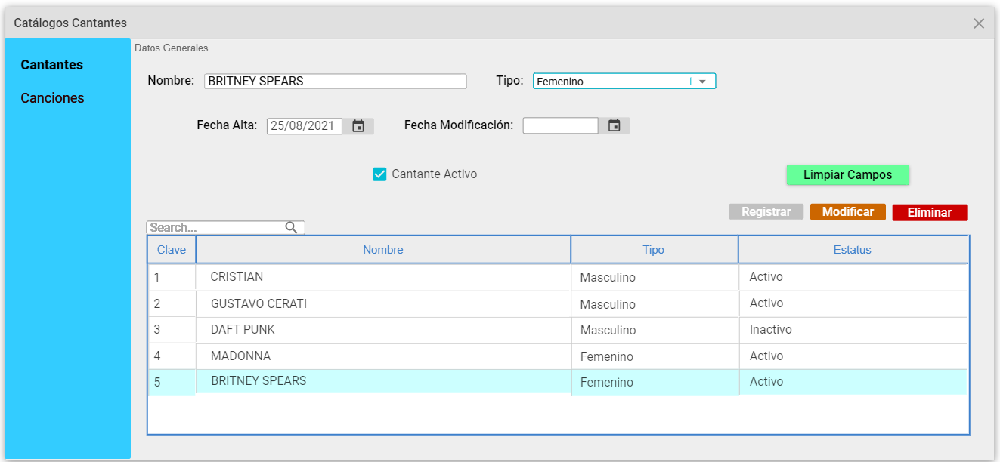 Catálogos Cantantes
Cantantes
Canciones
Datos Generales.
Nombre: BRITNEY SPEARS Tipo: Femenino
Fecha Alta: 25/08/2021 Fecha Modificación:
Cantante Activo Limpiar Campos
Registrar Modificar Eliminar
Search...
Clave Nombre Tipo Estatus
1 CRISTIAN Masculino Activo
2 GUSTAVO CERATI Masculino Activo
3 DAFT PUNK Masculino Inactivo
4 MADONNA Femenino Activo
5 BRITNEY SPEARS Femenino Activo